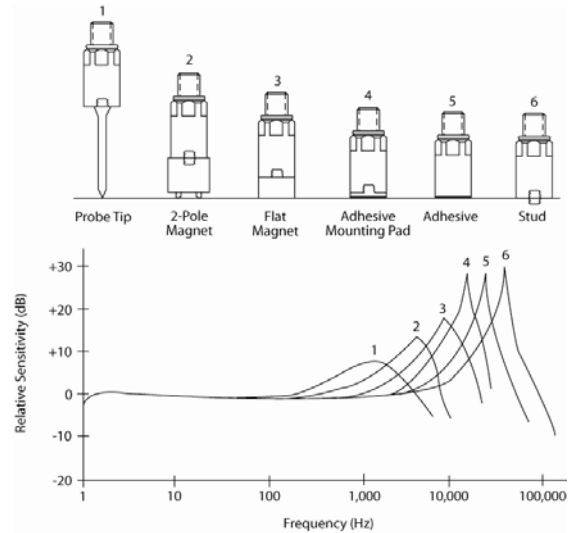 1
2
3
4
5
6
Probe Tip
2-Pole
Magnet
Flat
Magnet
Adhesive
Mounting Pad
Adhesive
Stud
Relative Sensitivity (dB)
+30
+20
+10
0
-10
-20
1
2
3
4
5
6
1
10
100
1,000
10,000
100,000
Frequency (Hz)